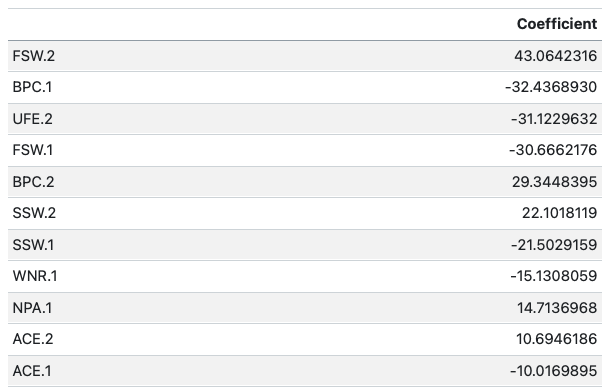 Coefficient
FSW.2 43.0642316
BPC.1 -32.4368930
UFE.2 -31.1229632
FSW.1 -30.6662176
BPC.2 29.3448395
SSW.2 22.1018119
SSW.1 -21.5029159
WNR.1 -15.1308059
NPA.1 14.7136968
ACE.2 10.6946186
ACE.1 -10.0169895